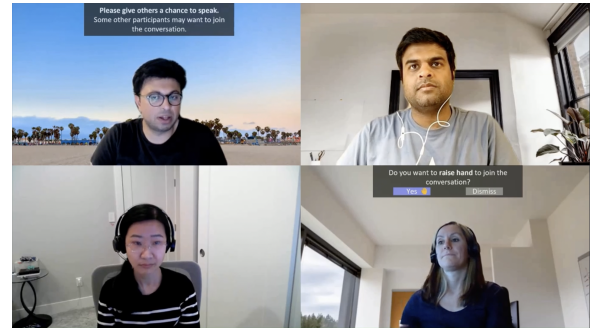 Please give others a chance to speak.
Some other participants may want to join
the conversation.
Do you want to raise hand to join the
conversation?
Yes
Dismiss